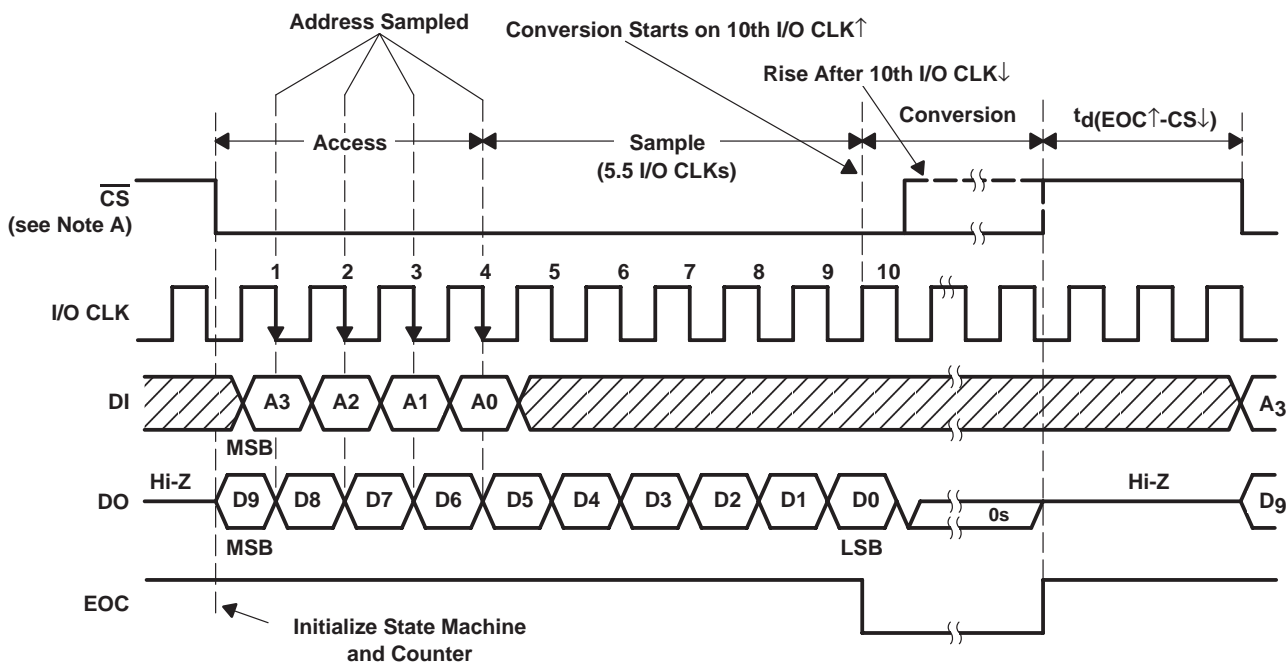 Address Sampled
Conversion Starts on 10th I/O CLK↑
Rise After 10th I/O CLK↓
Access
Sample
(5.5 I/O CLKs)
Conversion
td(EOC↑-CS↓)
CS
(see Note A)
1 2 3 4 5 6 7 8 9 10
I/O CLK
DI
A3 A2 A1 A0 A3
MSB
Hi-Z
Hi-Z
DO
D9 D8 D7 D6 D5 D4 D3 D2 D1 D0 0s D9
MSB
LSB
EOC
Initialize State Machine
and Counter